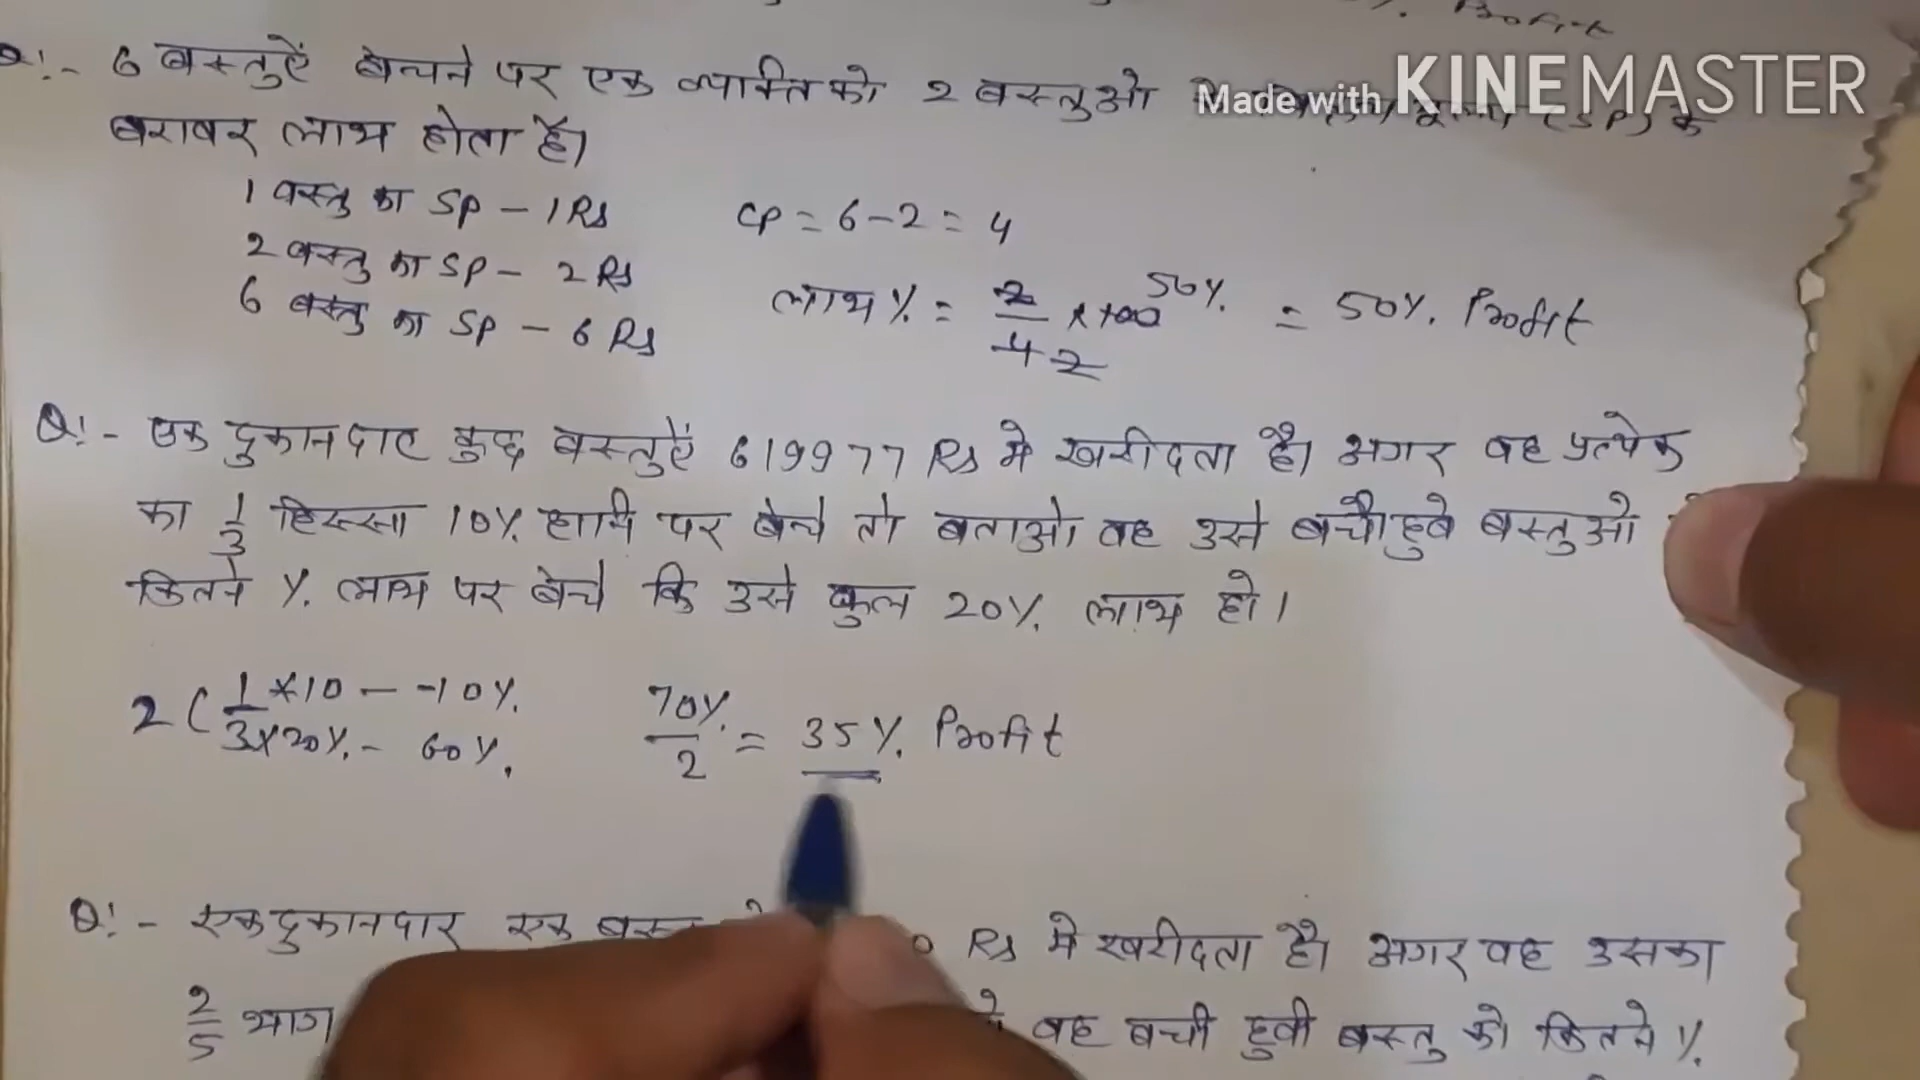 Profit
Q:- 6 वस्तुऐं बेचने पर एक व्यक्ति को 2 वस्तुओ (SP) के
Made with KINEMASTER
बराबर लाभ होता है।
1 वस्तु का SP - 1 Rs
2 वस्तु का SP - 2 Rs
6 वस्तु का SP - 6 Rs
CP = 6 - 2 = 4
लाभ % = 2/4 2 × 100 50% = 50% Profit
Q:- एक दुकानदार कुछ वस्तुऐं 619977 Rs मे खरीदता है। अगर वह प्रत्येक
का 1/3 हिस्सा 10% हानि पर बेचे तो बताओ वह उसे बची हुवे वस्तुओ
कितने % लाभ पर बेचे कि उसे कुल 20% लाभ हो।
2 ( 1 × 10 - -10%
3 × 20% - 60%
70%/2 = 35% Profit
Q:- एक दुकानदार एक Rs मे खरीदता है। अगर वह उसका
2/5 भाग वह बची हुवी वस्तु को कितने %